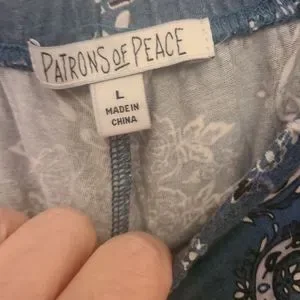 PATRONS OF PEACE
L
MADE IN
CHINA